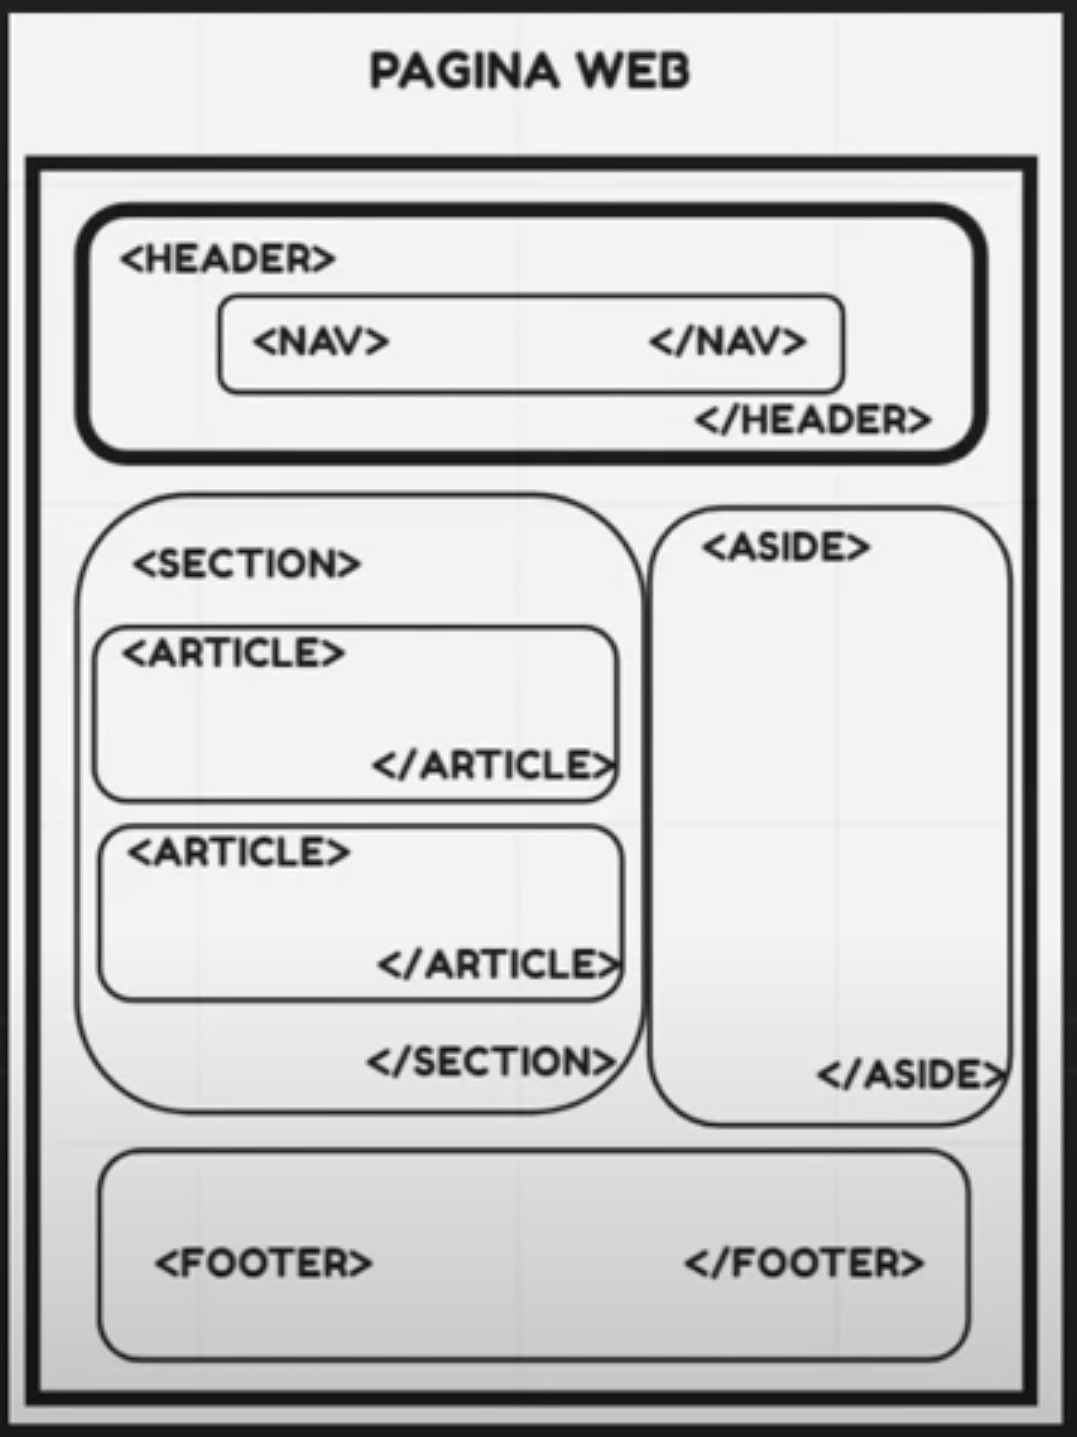 PAGINA WEB
<HEADER>
<NAV> </NAV>
</HEADER>
<SECTION>
<ARTICLE>
</ARTICLE>
<ARTICLE>
</ARTICLE>
</SECTION>
<ASIDE>
</ASIDE>
<FOOTER> </FOOTER>